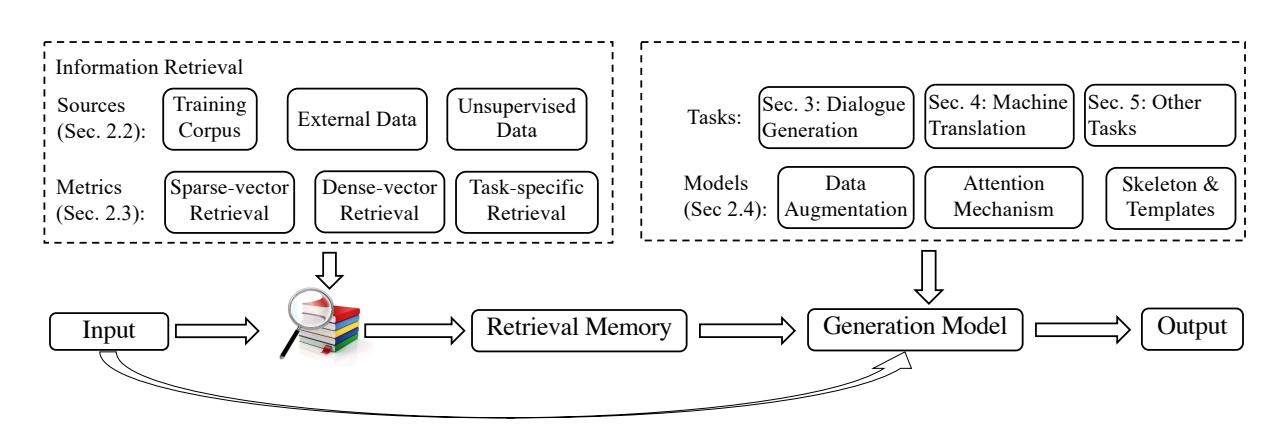 Information Retrieval
Sources
(Sec. 2.2):
Training
Corpus
External Data
Unsupervised
Data
Metrics
(Sec. 2.3):
Sparse-vector
Retrieval
Dense-vector
Retrieval
Task-specific
Retrieval
Tasks:
Sec. 3: Dialogue
Generation
Sec. 4: Machine
Translation
Sec. 5: Other
Tasks
Models
(Sec 2.4):
Data
Augmentation
Attention
Mechanism
Skeleton &
Templates
Input
Retrieval Memory
Generation Model
Output